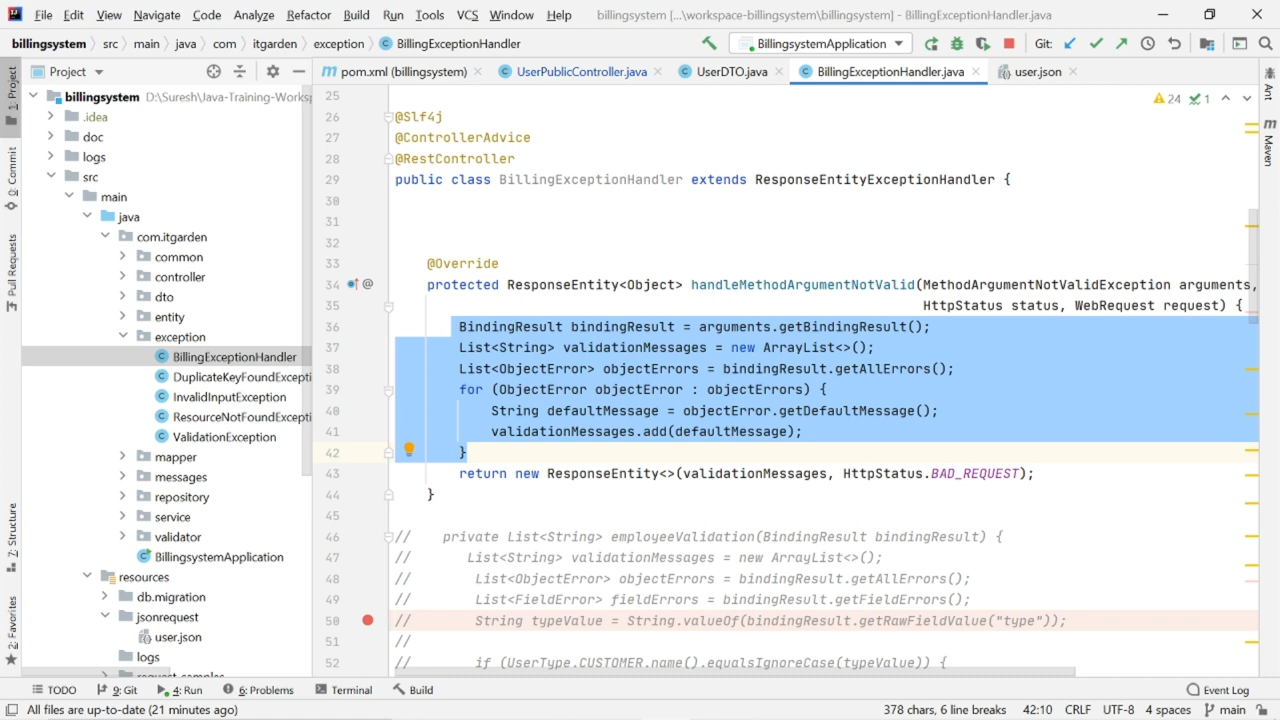 File Edit View Navigate Code Analyze Refactor Build Run Tools VCS Window Help billingsystem [...\workspace-billingsystem\billingsystem] - BillingExceptionHandler.java
billingsystem src main java com itgarden exception BillingExceptionHandler BillingsystemApplication Git:
Project pom.xml (billingsystem) UserPublicController.java UserDTO.java BillingExceptionHandler.java user.json
1: Project
0: Commit
Pull Requests
7: Structure
2: Favorites
billingsystem D:\Suresh\Java-Training-Worksp
.idea
doc
logs
src
main
java
com.itgarden
common
controller
dto
entity
exception
BillingExceptionHandler
DuplicateKeyFoundExcepti
InvalidInputException
ResourceNotFoundExcepti
ValidationException
mapper
messages
repository
service
validator
BillingsystemApplication
resources
db.migration
jsonrequest
user.json
logs
24 1
25
26 @Slf4j
27 @ControllerAdvice
28 @RestController
29 public class BillingExceptionHandler extends ResponseEntityExceptionHandler {
30
31
32
33 @Override
34 @ protected ResponseEntity<Object> handleMethodArgumentNotValid(MethodArgumentNotValidException arguments,
35 HttpStatus status, WebRequest request) {
36 BindingResult bindingResult = arguments.getBindingResult();
37 List<String> validationMessages = new ArrayList<>();
38 List<ObjectError> objectErrors = bindingResult.getAllErrors();
39 for (ObjectError objectError : objectErrors) {
40 String defaultMessage = objectError.getDefaultMessage();
41 validationMessages.add(defaultMessage);
42 }
43 return new ResponseEntity<>(validationMessages, HttpStatus.BAD_REQUEST);
44 }
45
46 // private List<String> employeeValidation(BindingResult bindingResult) {
47 // List<String> validationMessages = new ArrayList<>();
48 // List<ObjectError> objectErrors = bindingResult.getAllErrors();
49 // List<FieldError> fieldErrors = bindingResult.getFieldErrors();
50 // String typeValue = String.valueOf(bindingResult.getRawFieldValue("type"));
51 //
52 // if (UserType.CUSTOMER.name().equalsIgnoreCase(typeValue)) {
Ant
m Maven
TODO 9: Git 4: Run 6: Problems Terminal Build Event Log
All files are up-to-date (21 minutes ago) 378 chars, 6 line breaks 42:10 CRLF UTF-8 4 spaces main